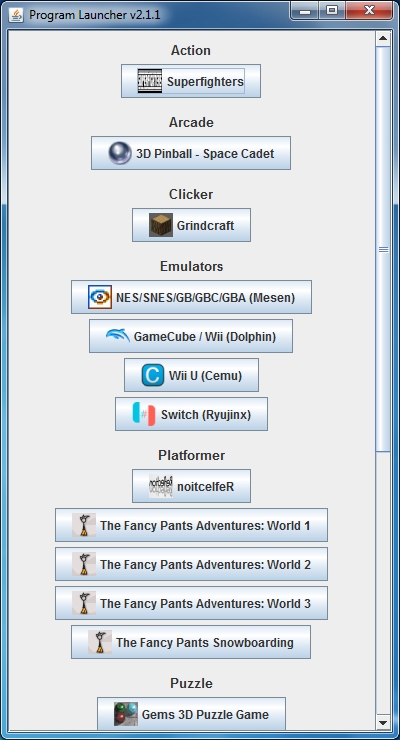 Program Launcher v2.1.1
Action
Superfighters
Arcade
3D Pinball - Space Cadet
Clicker
Grindcraft
Emulators
NES/SNES/GB/GBC/GBA (Mesen)
GameCube / Wii (Dolphin)
C Wii U (Cemu)
Switch (Ryujinx)
Platformer
noitcelfeR
The Fancy Pants Adventures: World 1
The Fancy Pants Adventures: World 2
The Fancy Pants Adventures: World 3
The Fancy Pants Snowboarding
Puzzle
Gems 3D Puzzle Game